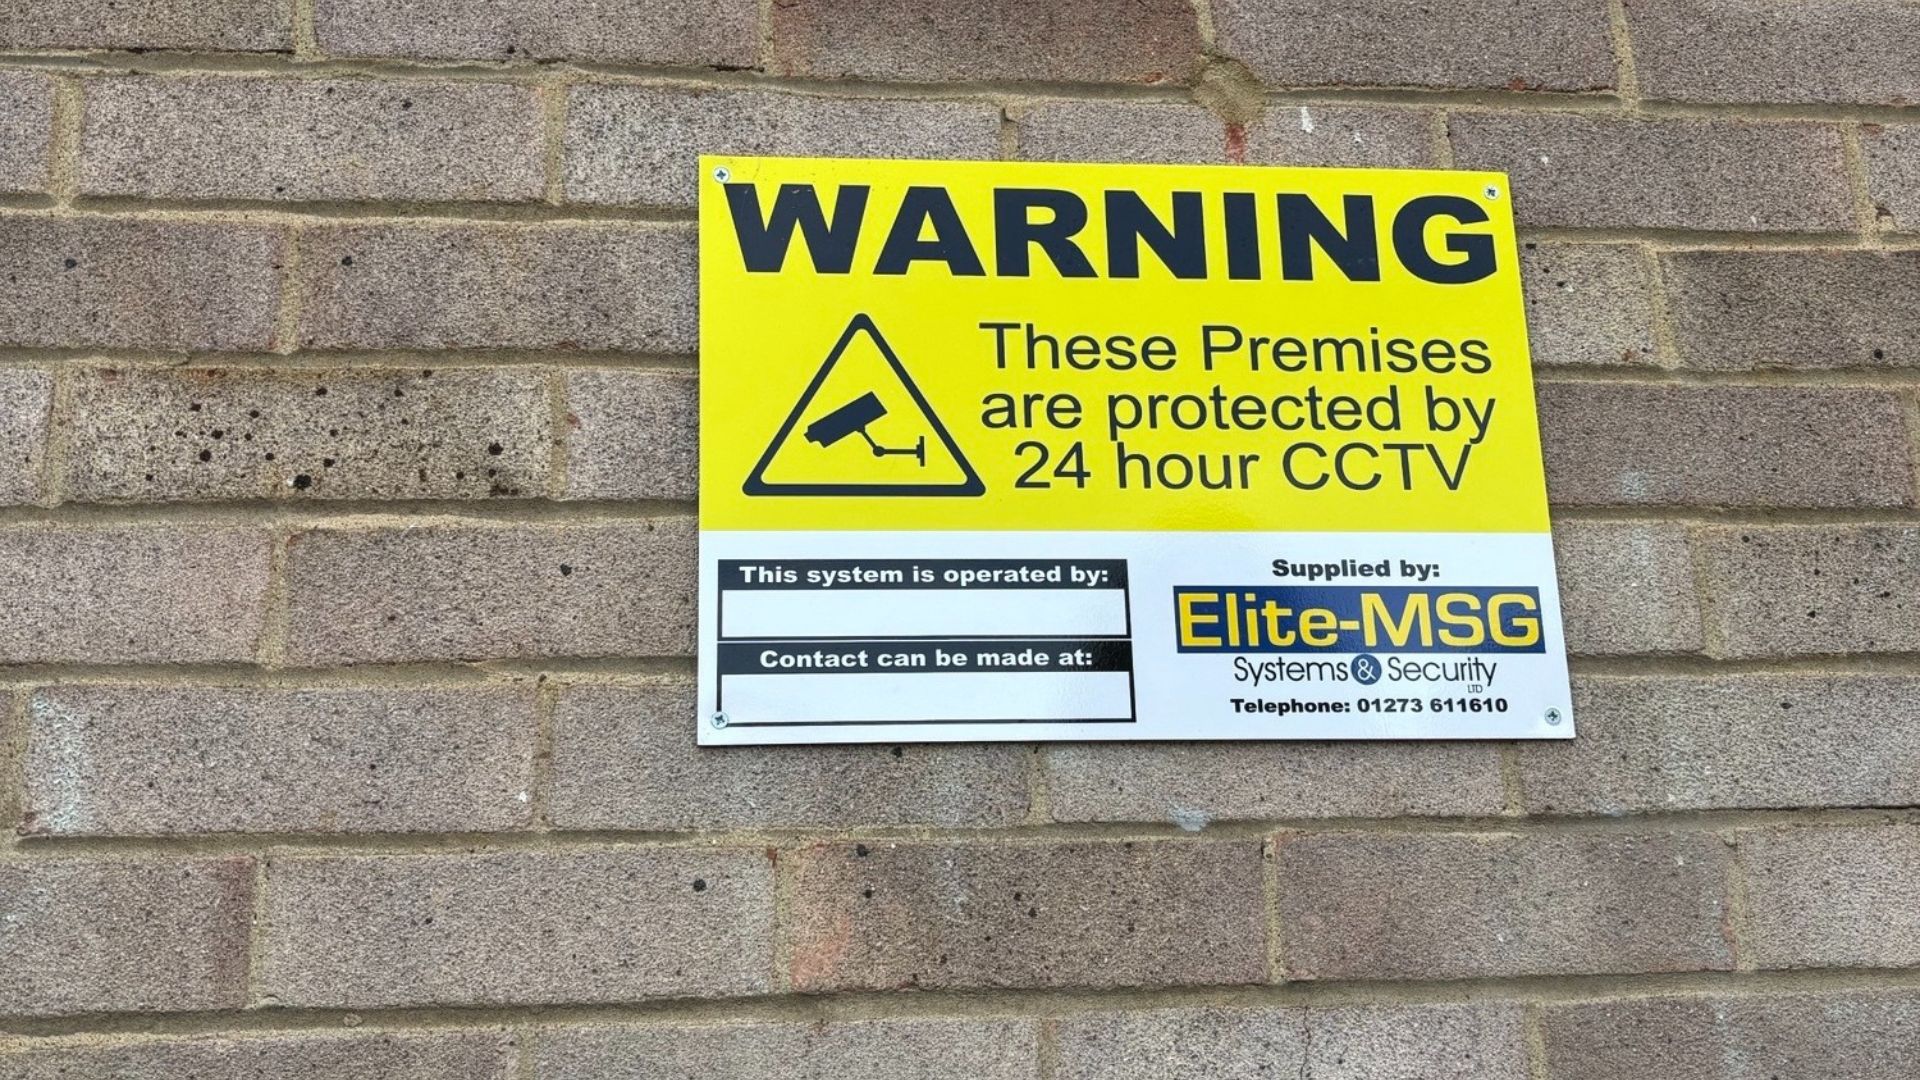 WARNING
These Premises
are protected by
24 hour CCTV
This system is operated by:
Contact can be made at:
Supplied by:
Elite-MSG
Systems & Security
LTD
Telephone: 01273 611610